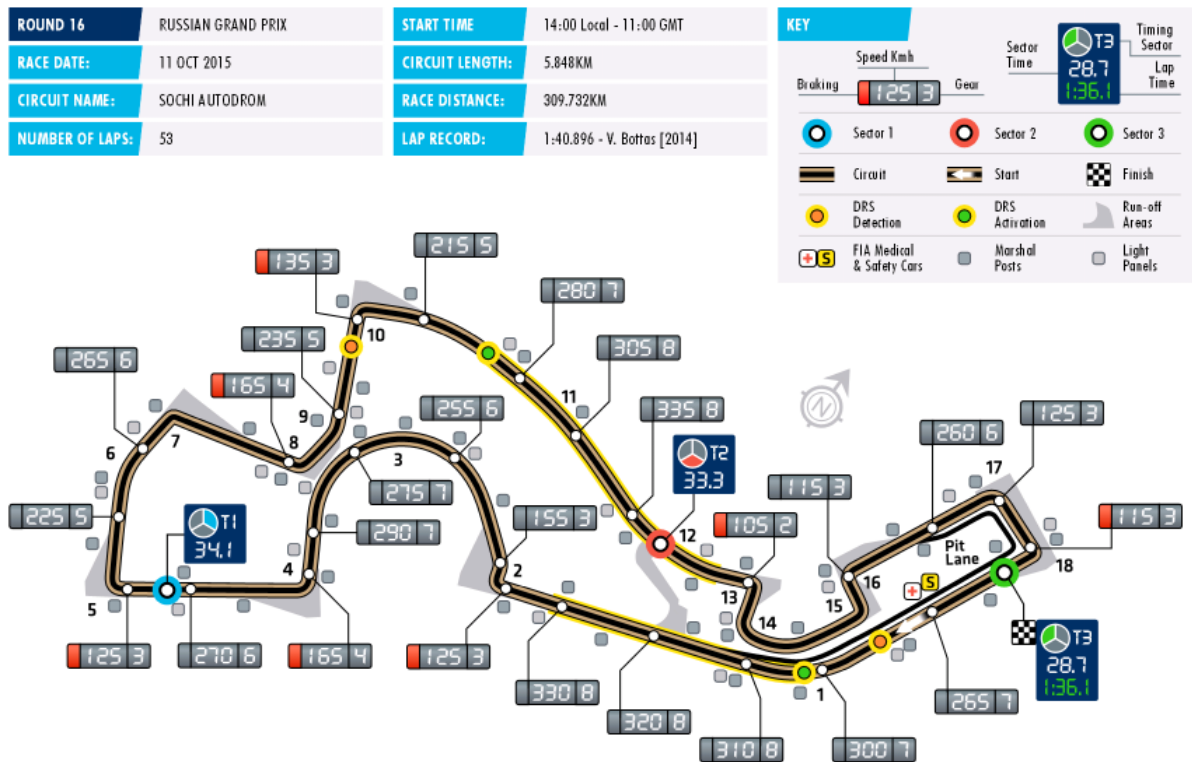 ROUND 16 RUSSIAN GRAND PRIX
RACE DATE: 11 OCT 2015
CIRCUIT NAME: SOCHI AUTODROM
NUMBER OF LAPS: 53
START TIME 14:00 Local - 11:00 GMT
CIRCUIT LENGTH: 5.848KM
RACE DISTANCE: 309.732KM
LAP RECORD: 1:40.896 - V. Bottas [2014]
KEY
Speed Kmh
Braking 125 3 Gear
Sector Time
T3 28.7 1:36.1
Timing Sector
Lap Time
Sector 1 Sector 2 Sector 3
Circuit Start Finish
DRS Detection
DRS Activation
Run-off Areas
S
FIA Medical & Safety Cars
Marshal Posts
Light Panels
215 5
135 3
280 7
10
235 5
305 8
265 6
165 4
11
255 6
335 8
N
125 3
260 6
9
7
8
6
3
T2
33.3
17
275 7
115 3
225 5
T1
34.1
290 7
155 3
12
105 2
115 3
Pit Lane
18
4
2
13
16
S
5
15
14
125 3
270 6
165 4
125 3
1
T3
28.7
1:36.1
330 8
265 7
320 8
310 8
300 7